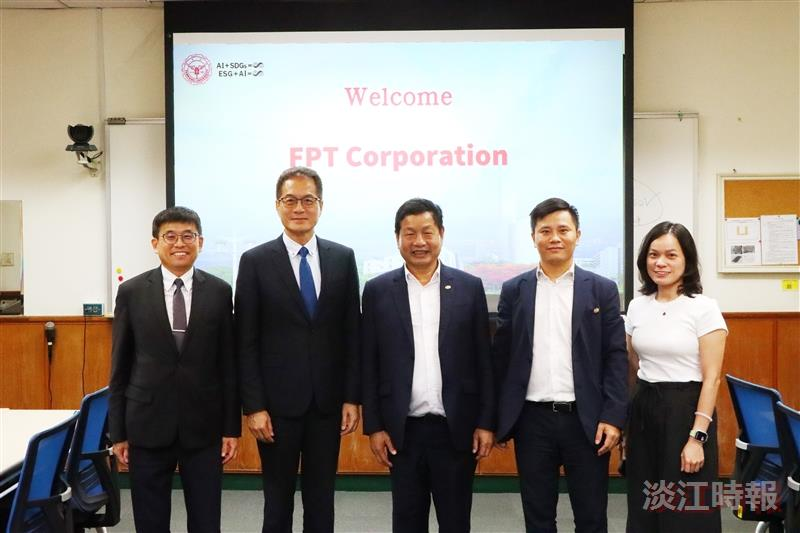 AI+SDGs=∞
ESG+AI=∞
Welcome
FPT Corporation
淡江時報